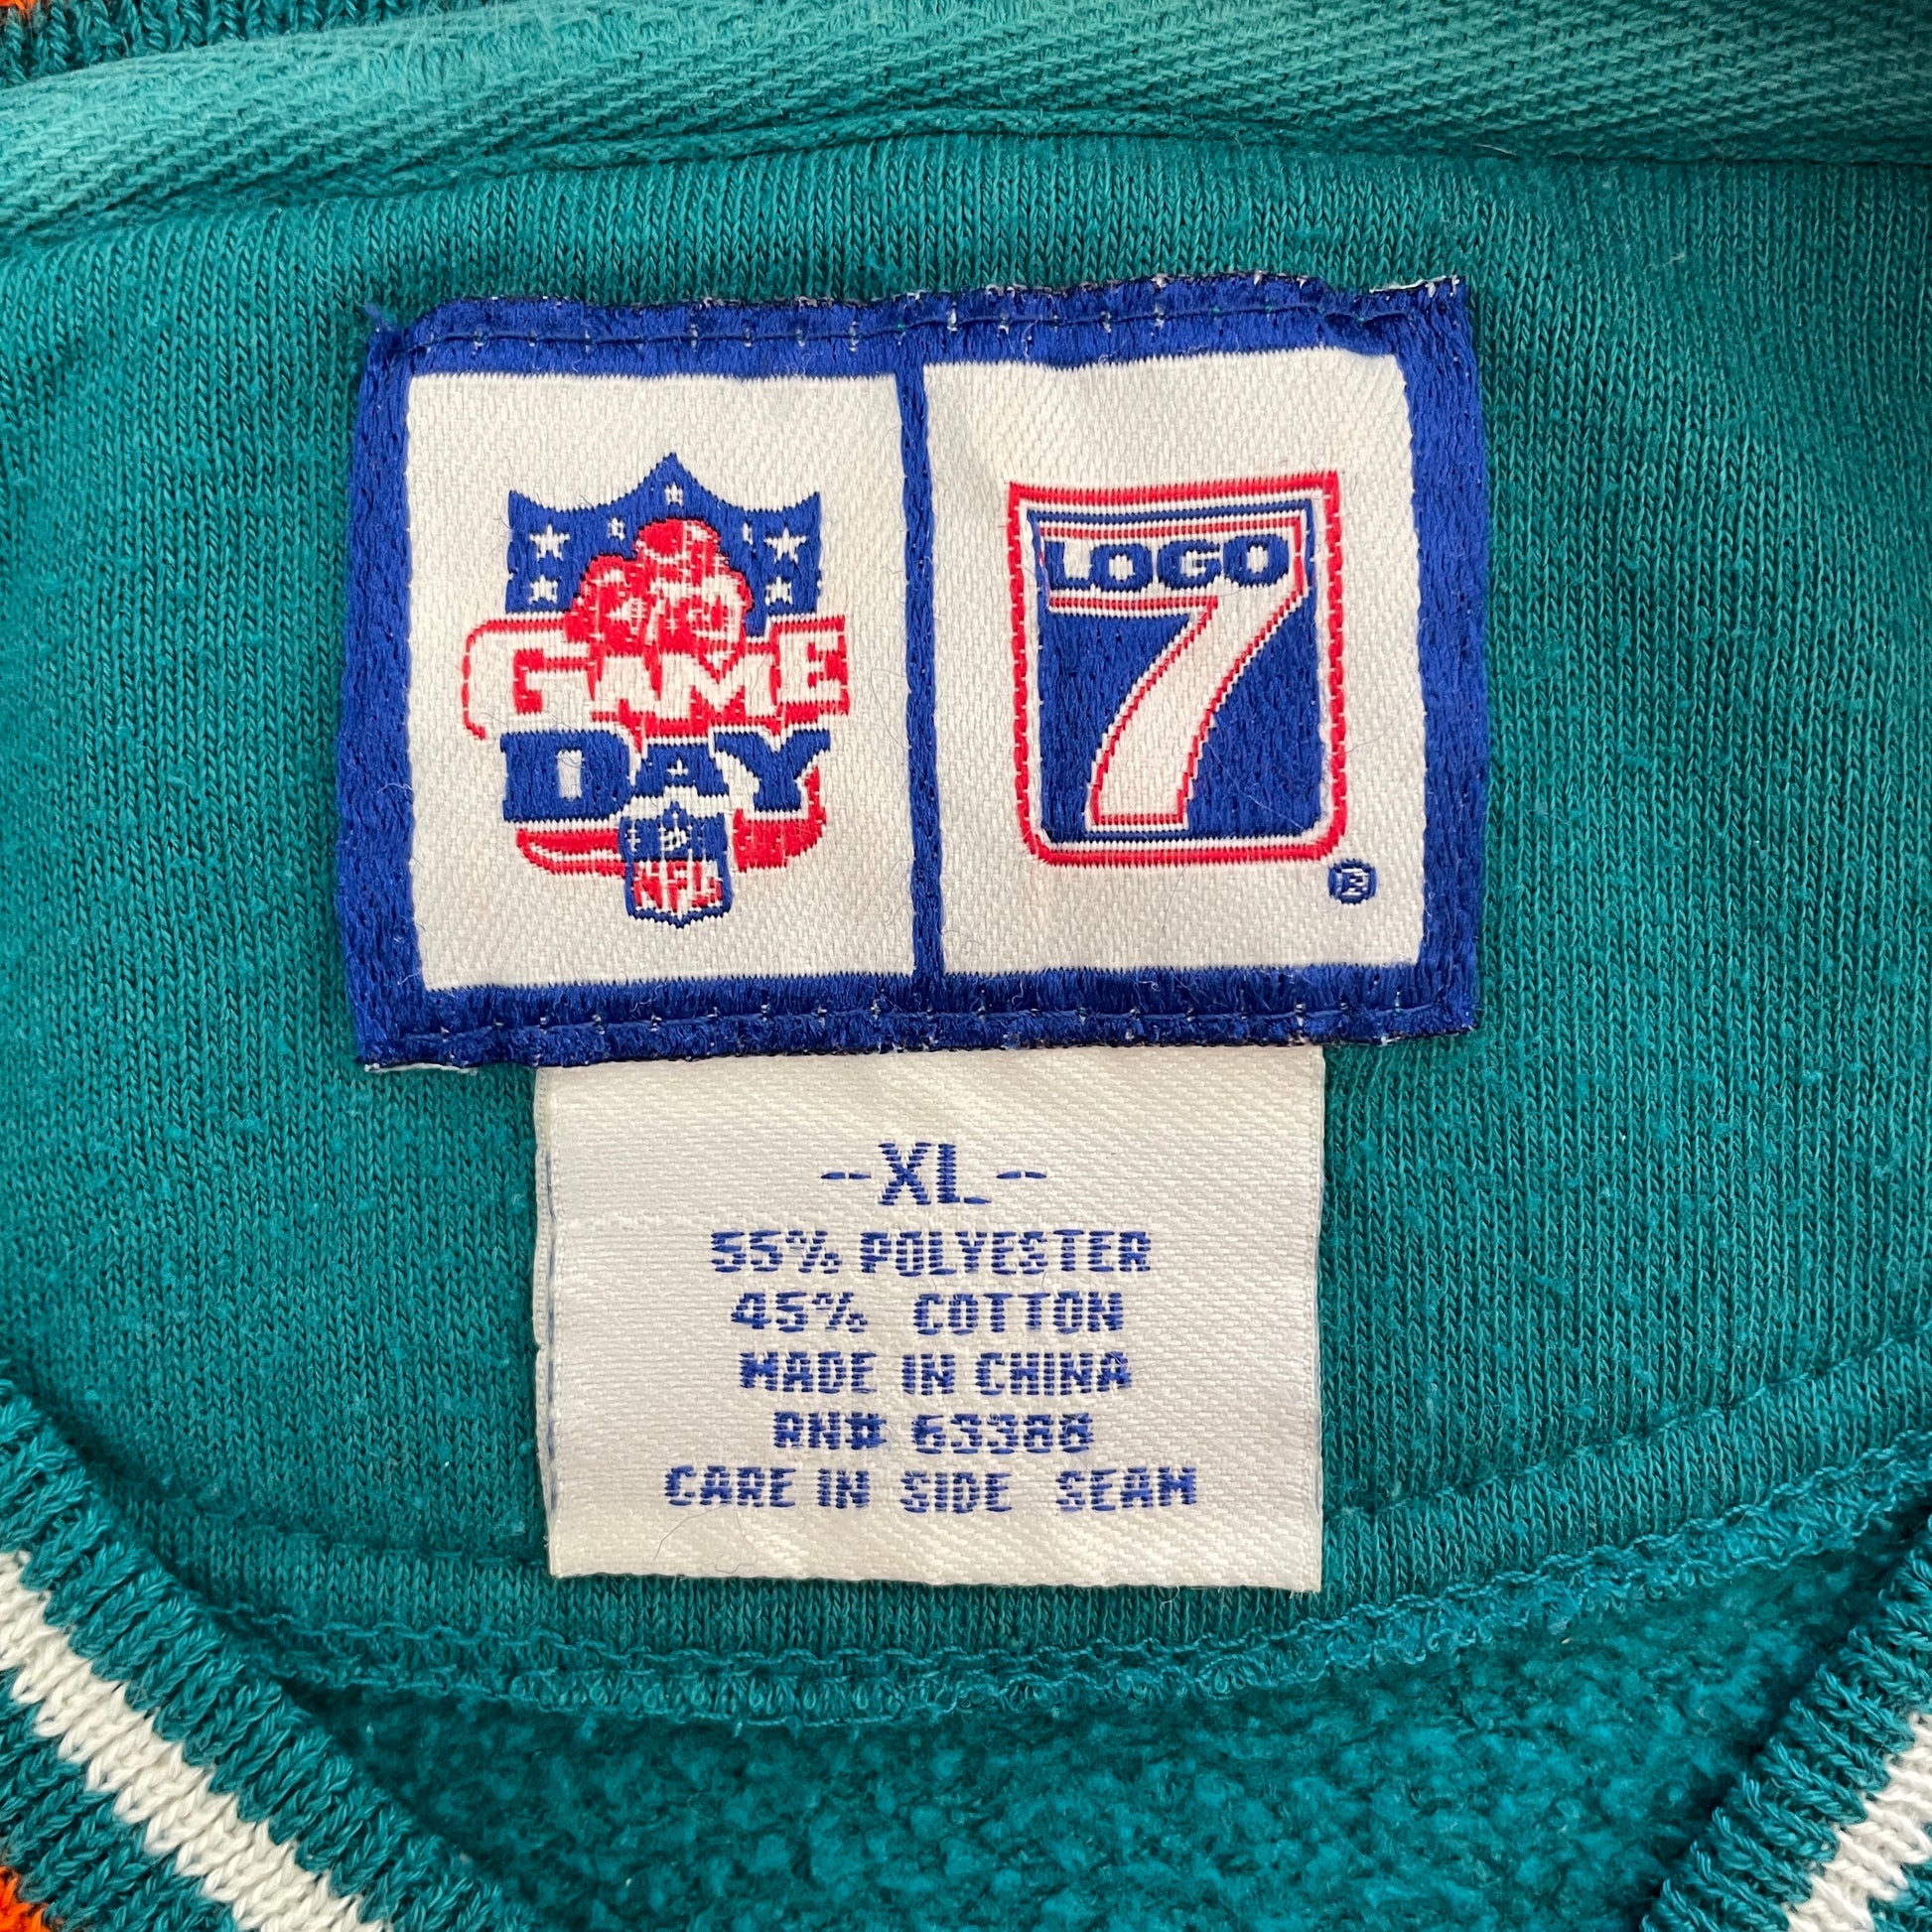 GAME
DAY
NFL
LOGO
7
®
--XL--
55% POLYESTER
45% COTTON
MADE IN CHINA
RN# 63388
CARE IN SIDE SEAM